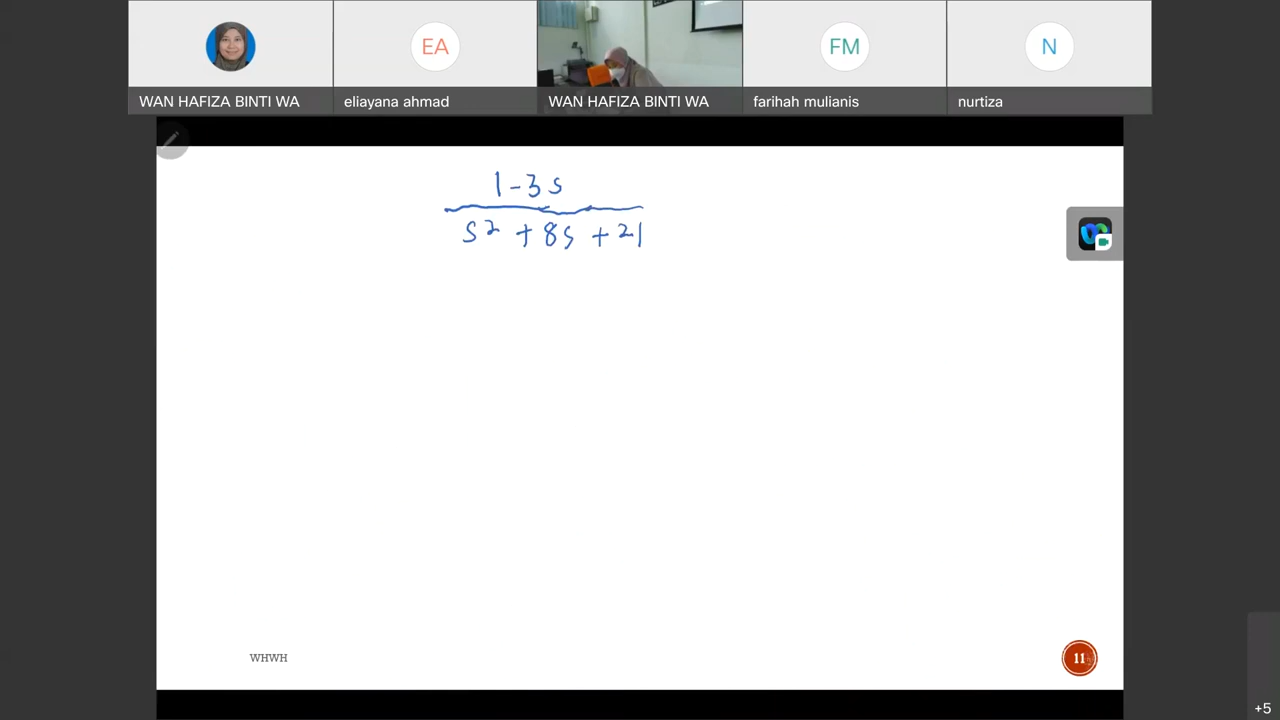 EA
FM
N
WAN HAFIZA BINTI WA
eliayana ahmad
WAN HAFIZA BINTI WA
farihah mulianis
nurtiza
1-3s
s² + 8s + 21
WHWH
11
+5